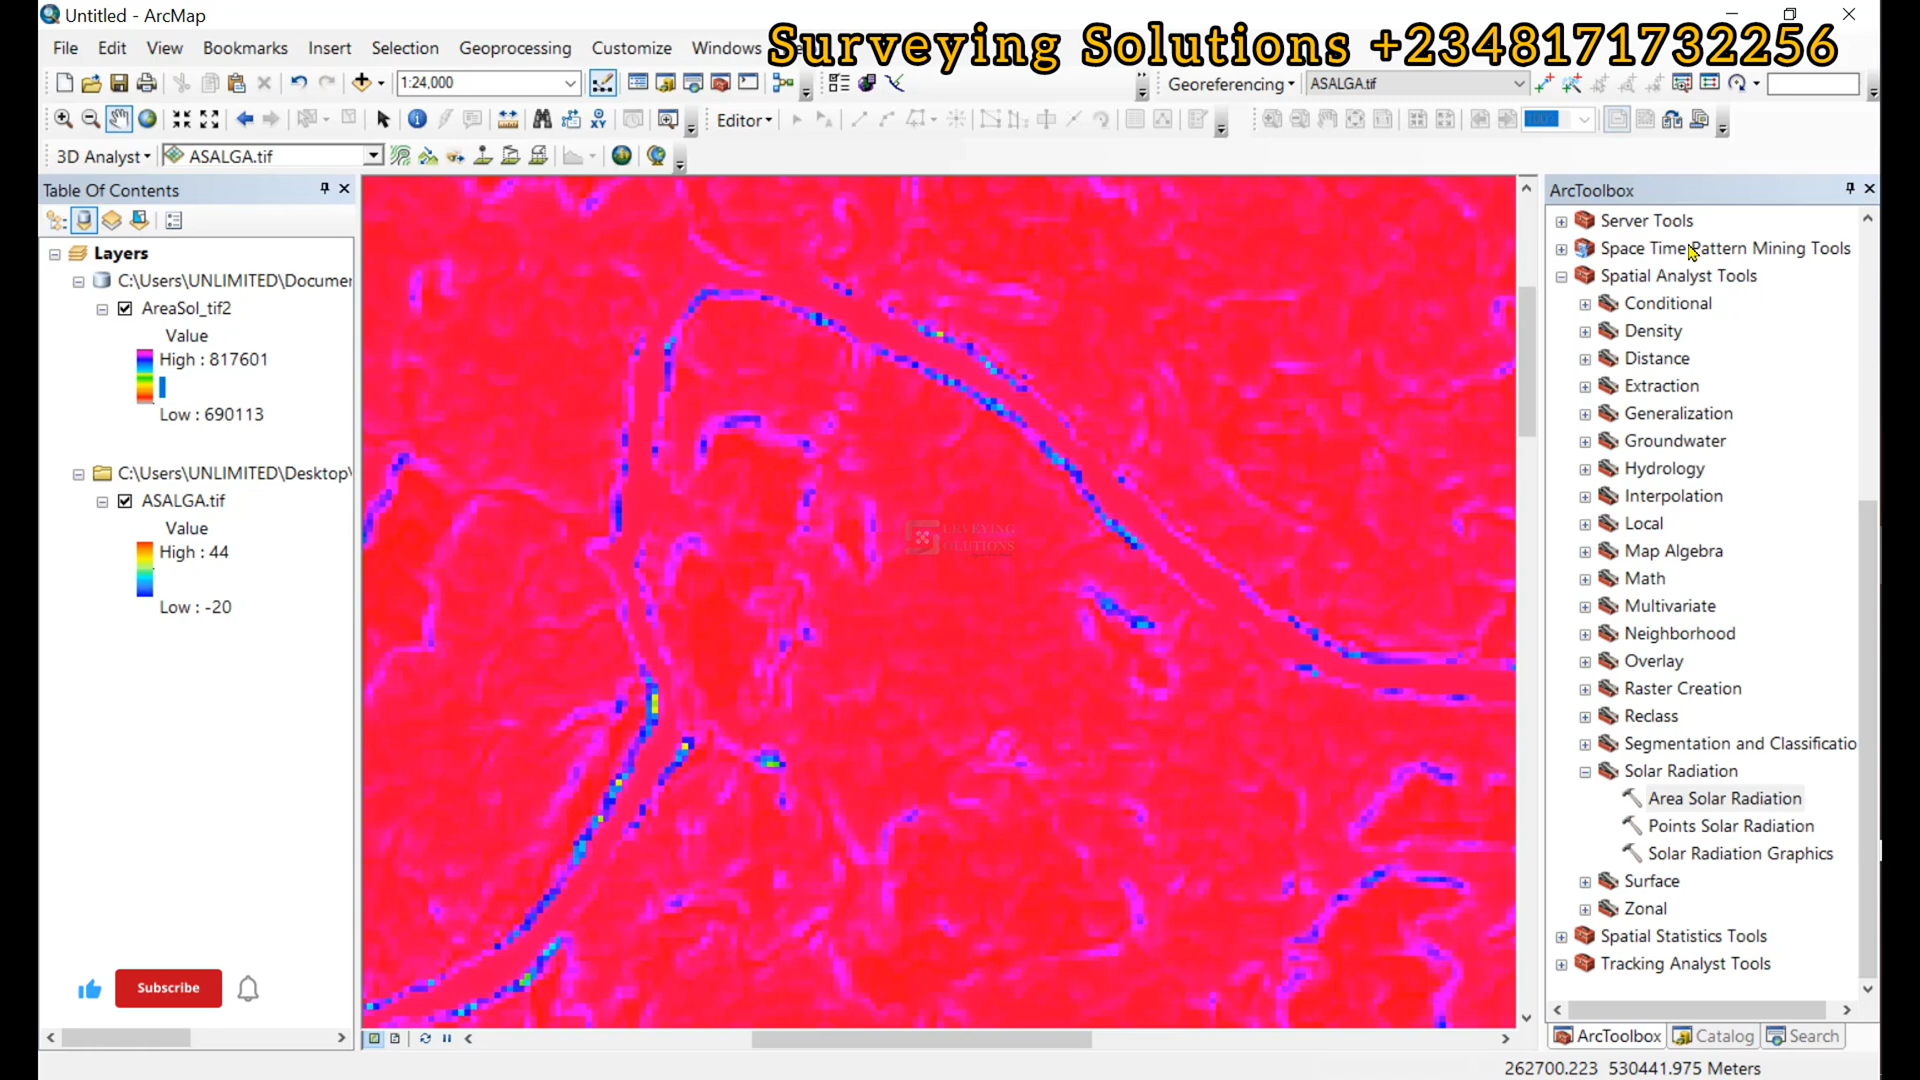 Untitled - ArcMap
Surveying Solutions +2348171732256
File Edit View Bookmarks Insert Selection Geoprocessing Customize Windows
1:24,000
Georeferencing
ASALGA.tif
Editor
3D Analyst
ASALGA.tif
Table Of Contents
Layers
C:\Users\UNLIMITED\Documer
AreaSol_tif2
Value
High : 817601
Low : 690113
C:\Users\UNLIMITED\Desktop\
ASALGA.tif
Value
High : 44
Low : -20
Subscribe
URVEYING
OLUTIONS
ArcToolbox
Server Tools
Space Time Pattern Mining Tools
Spatial Analyst Tools
Conditional
Density
Distance
Extraction
Generalization
Groundwater
Hydrology
Interpolation
Local
Map Algebra
Math
Multivariate
Neighborhood
Overlay
Raster Creation
Reclass
Segmentation and Classificatio
Solar Radiation
Area Solar Radiation
Points Solar Radiation
Solar Radiation Graphics
Surface
Zonal
Spatial Statistics Tools
Tracking Analyst Tools
ArcToolbox Catalog Search
262700.223 530441.975 Meters